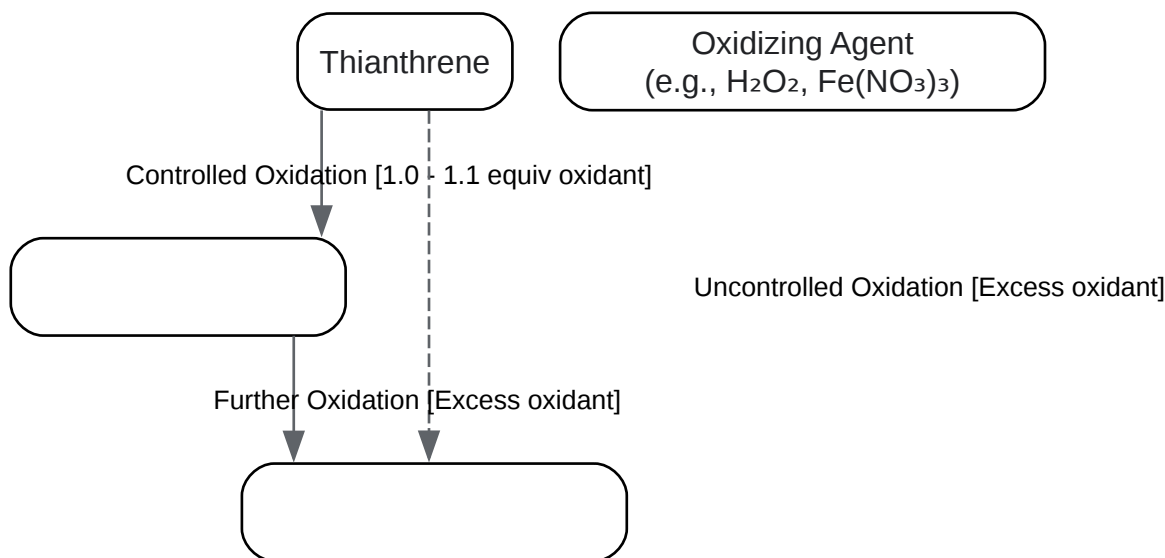 Thianthrene
Oxidizing Agent
(e.g., H₂O₂, Fe(NO₃)₃)
Controlled Oxidation [1.0 - 1.1 equiv oxidant]
Uncontrolled Oxidation [Excess oxidant]
Further Oxidation [Excess oxidant]